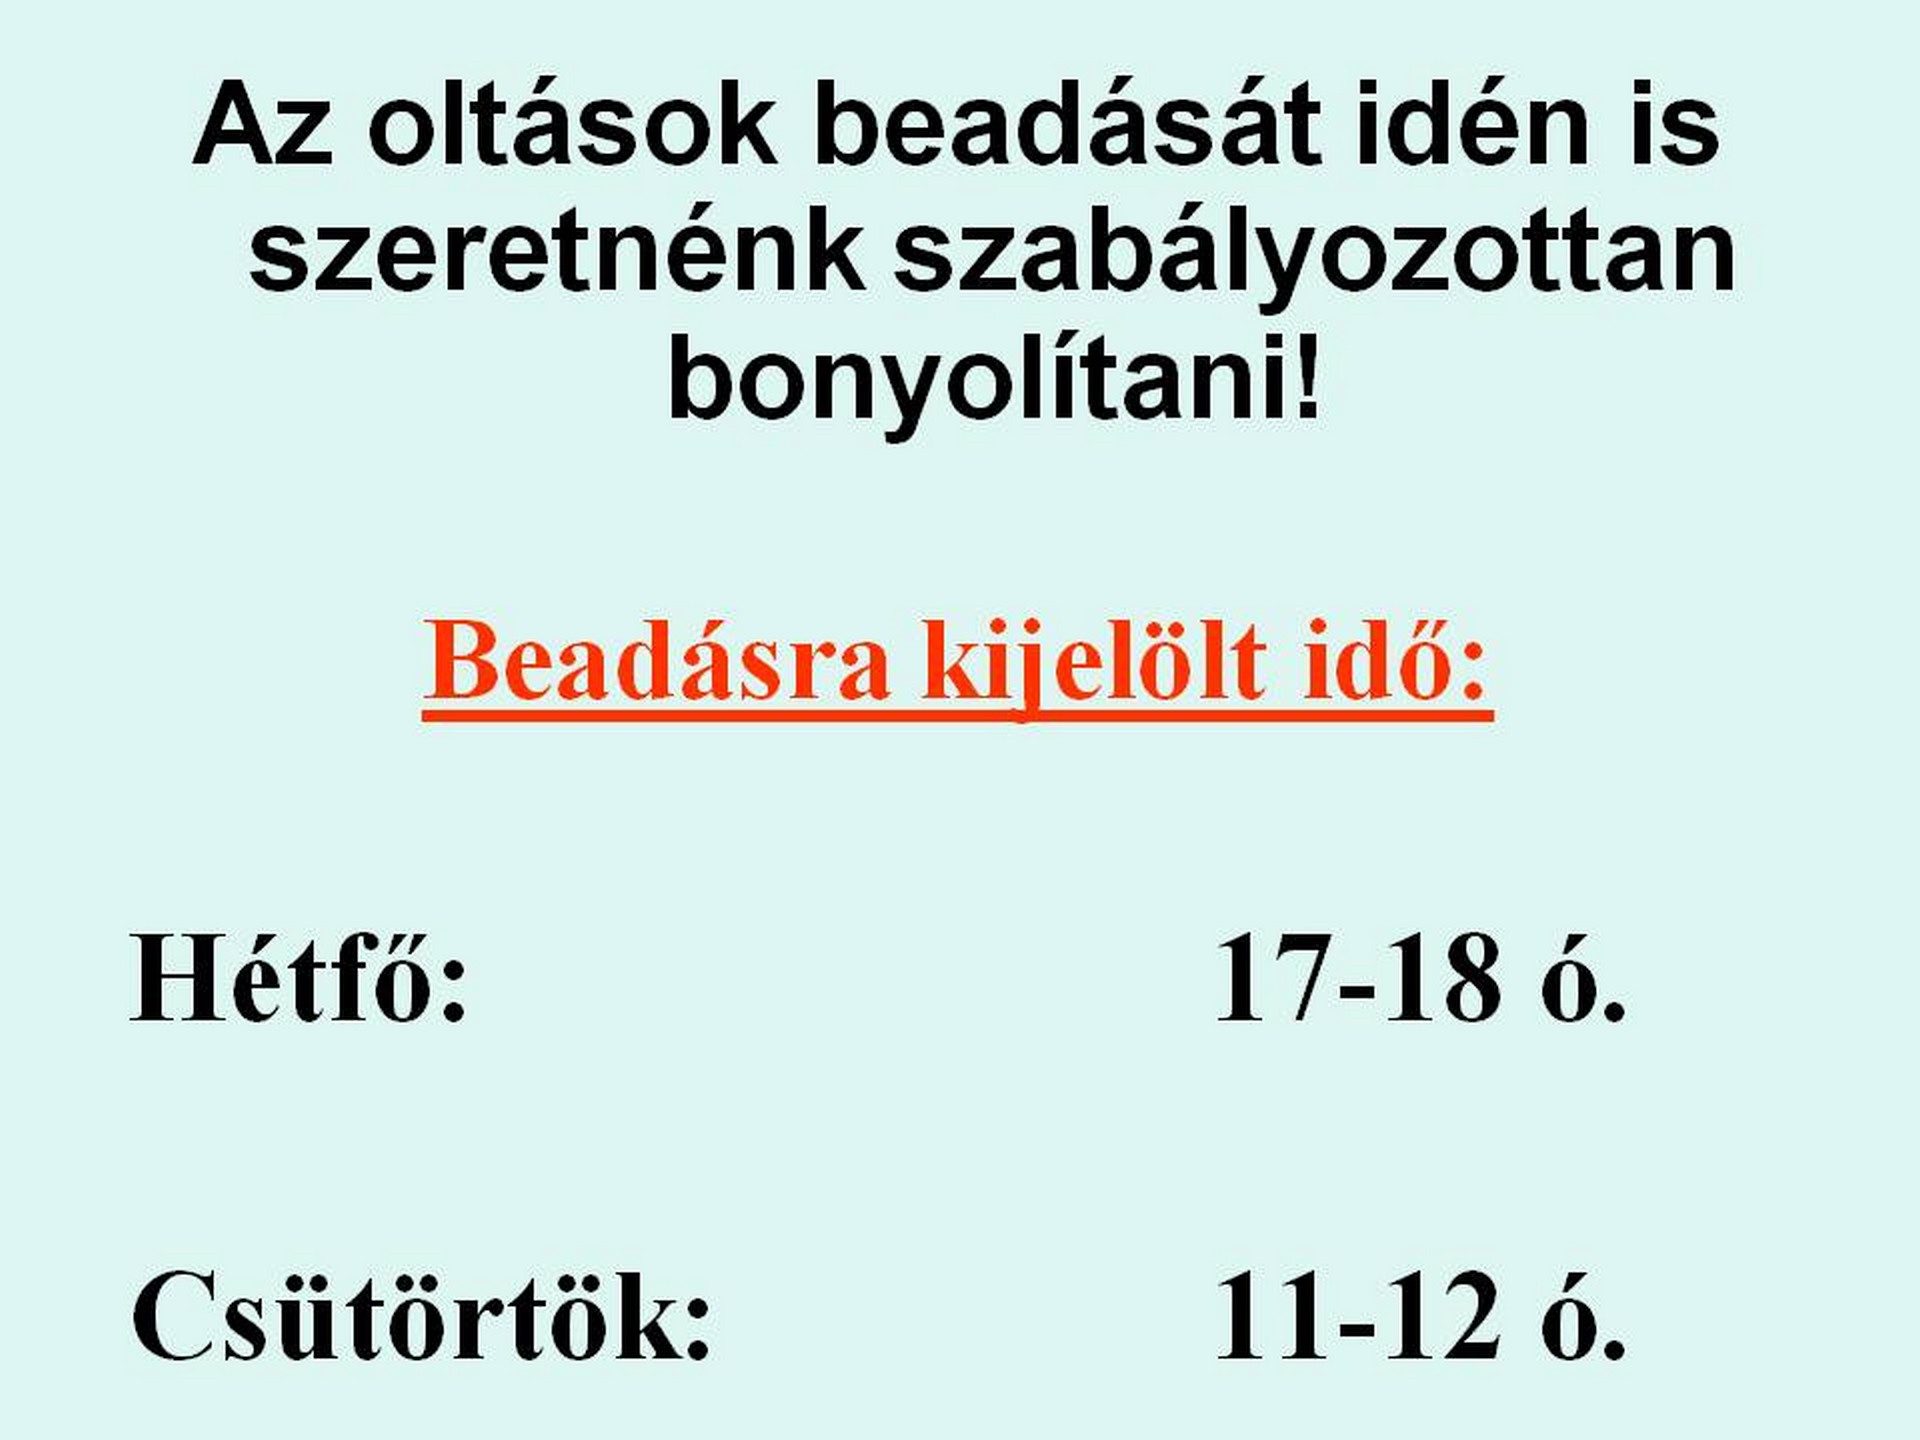 Az oltások beadását idén is
szeretnénk szabályozottan
bonyolítani!
Beadásra kijelölt idő:
Hétfő: 17-18 ó.
Csütörtök: 11-12 ó.